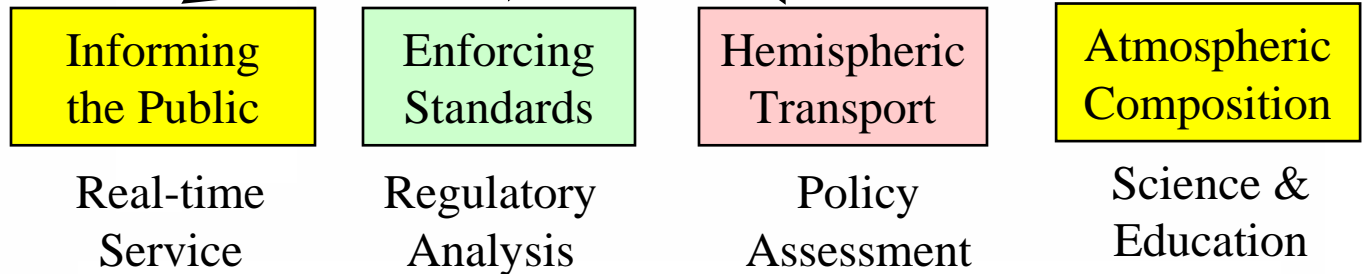 Informing
the Public
Enforcing
Standards
Hemispheric
Transport
Atmospheric
Composition
Real-time
Service
Regulatory
Analysis
Policy
Assessment
Science &
Education